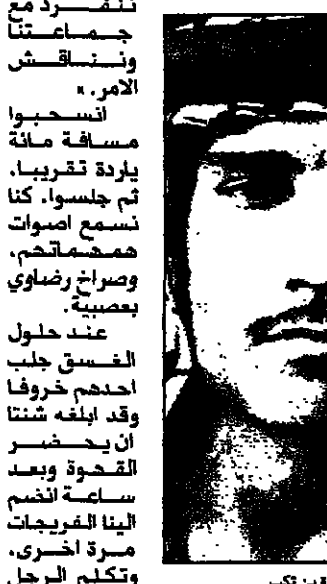 ننفرد مع
جماعتنا
ونناقش
الامر.»
انسحبوا
مسافة مائة
ياردة تقريبا،
ثم جلسوا، كنا
نسمع اصوات
همهماتهم،
وصراخ رضاوي
بعصبية.
عند حلول
الغسق جلب
احدهم خروفا
وقد ابلغه شنتا
ان يحضر
القهوة وبعد
ساعة انضم
الينا الفريجات
مرة اخرى،
وتكلم الرجل